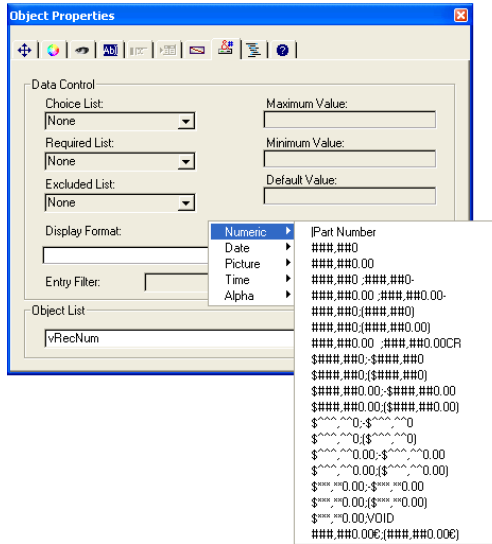 Object Properties
Data Control
Choice List:
None
Maximum Value:
Required List:
None
Minimum Value:
Excluded List:
None
Default Value:
Display Format:
Entry Filter:
Object List
vRecNum
Numeric
Date
Picture
Time
Alpha
|Part Number
###,##0
###,##0.00
###,##0 ;###,##0-
###,##0.00 ;###,##0.00-
###,##0;(###,##0)
###,##0;(###,##0.00)
###,##0.00  ;###,##0.00CR
$###,##0;-$###,##0
$###,##0;($###,##0)
$###,##0.00;-$###,##0.00
$###,##0.00;($###,##0.00)
$^^^,^^0;-$^^^,^^0
$^^^,^^0;($^^^,^^0)
$^^^,^^0.00;-$^^^,^^0.00
$^^^,^^0.00;($^^^,^^0.00)
$***,**0.00;-$***,**0.00
$***,**0.00;($***,**0.00)
$***,**0.00;VOID
###,##0.00€;(###,##0.00€)